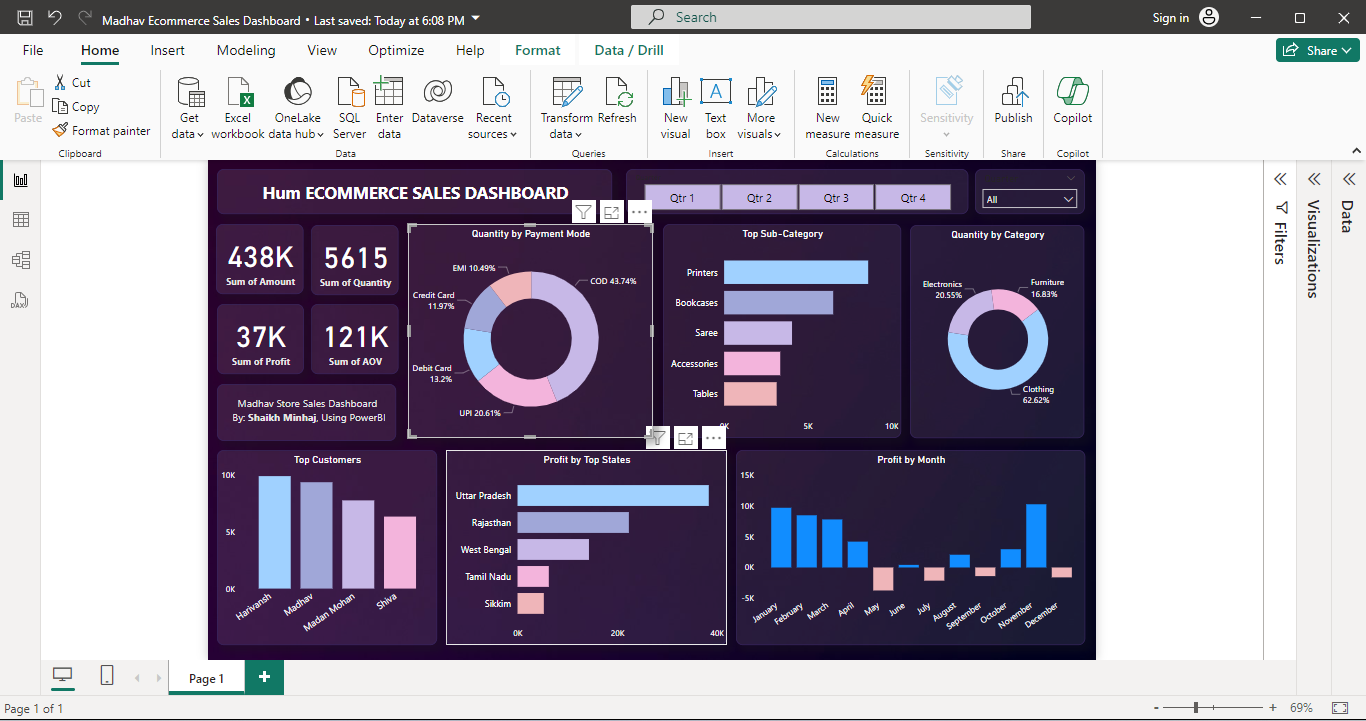 Madhav Ecommerce Sales Dashboard • Last saved: Today at 6:08 PM
Search
Sign in
File Home Insert Modeling View Optimize Help Format Data / Drill
Share
Paste
Cut
Copy
Format painter
Clipboard
Get data
Excel workbook
OneLake data hub
SQL Server
Enter data
Dataverse
Recent sources
Data
Transform data
Refresh
Queries
New visual
Text box
More visuals
Insert
New measure
Quick measure
Calculations
Sensitivity
Sensitivity
Publish
Share
Copilot
Copilot
DAX
Hum ECOMMERCE SALES DASHBOARD
Qtr 1 Qtr 2 Qtr 3 Qtr 4
All
438K
Sum of Amount
5615
Sum of Quantity
37K
Sum of Profit
121K
Sum of AOV
Madhav Store Sales Dashboard
By: Shaikh Minhaj, Using PowerBI
Quantity by Payment Mode
EMI 10.49%
COD 43.74%
Credit Card
11.97%
Debit Card
13.2%
UPI 20.61%
Top Sub-Category
Printers
Bookcases
Saree
Accessories
Tables
0K 5K 10K
Quantity by Category
Electronics
20.55%
Furniture
16.83%
Clothing
62.62%
Top Customers
10K
5K
0K
Harivansh Madhav Madan Mohan Shiva
Profit by Top States
Uttar Pradesh
Rajasthan
West Bengal
Tamil Nadu
Sikkim
0K 20K 40K
Profit by Month
15K
10K
5K
0K
-5K
January February March April May June July August September October November December
Filters
Visualizations
Data
Page 1
Page 1 of 1
- + 69%